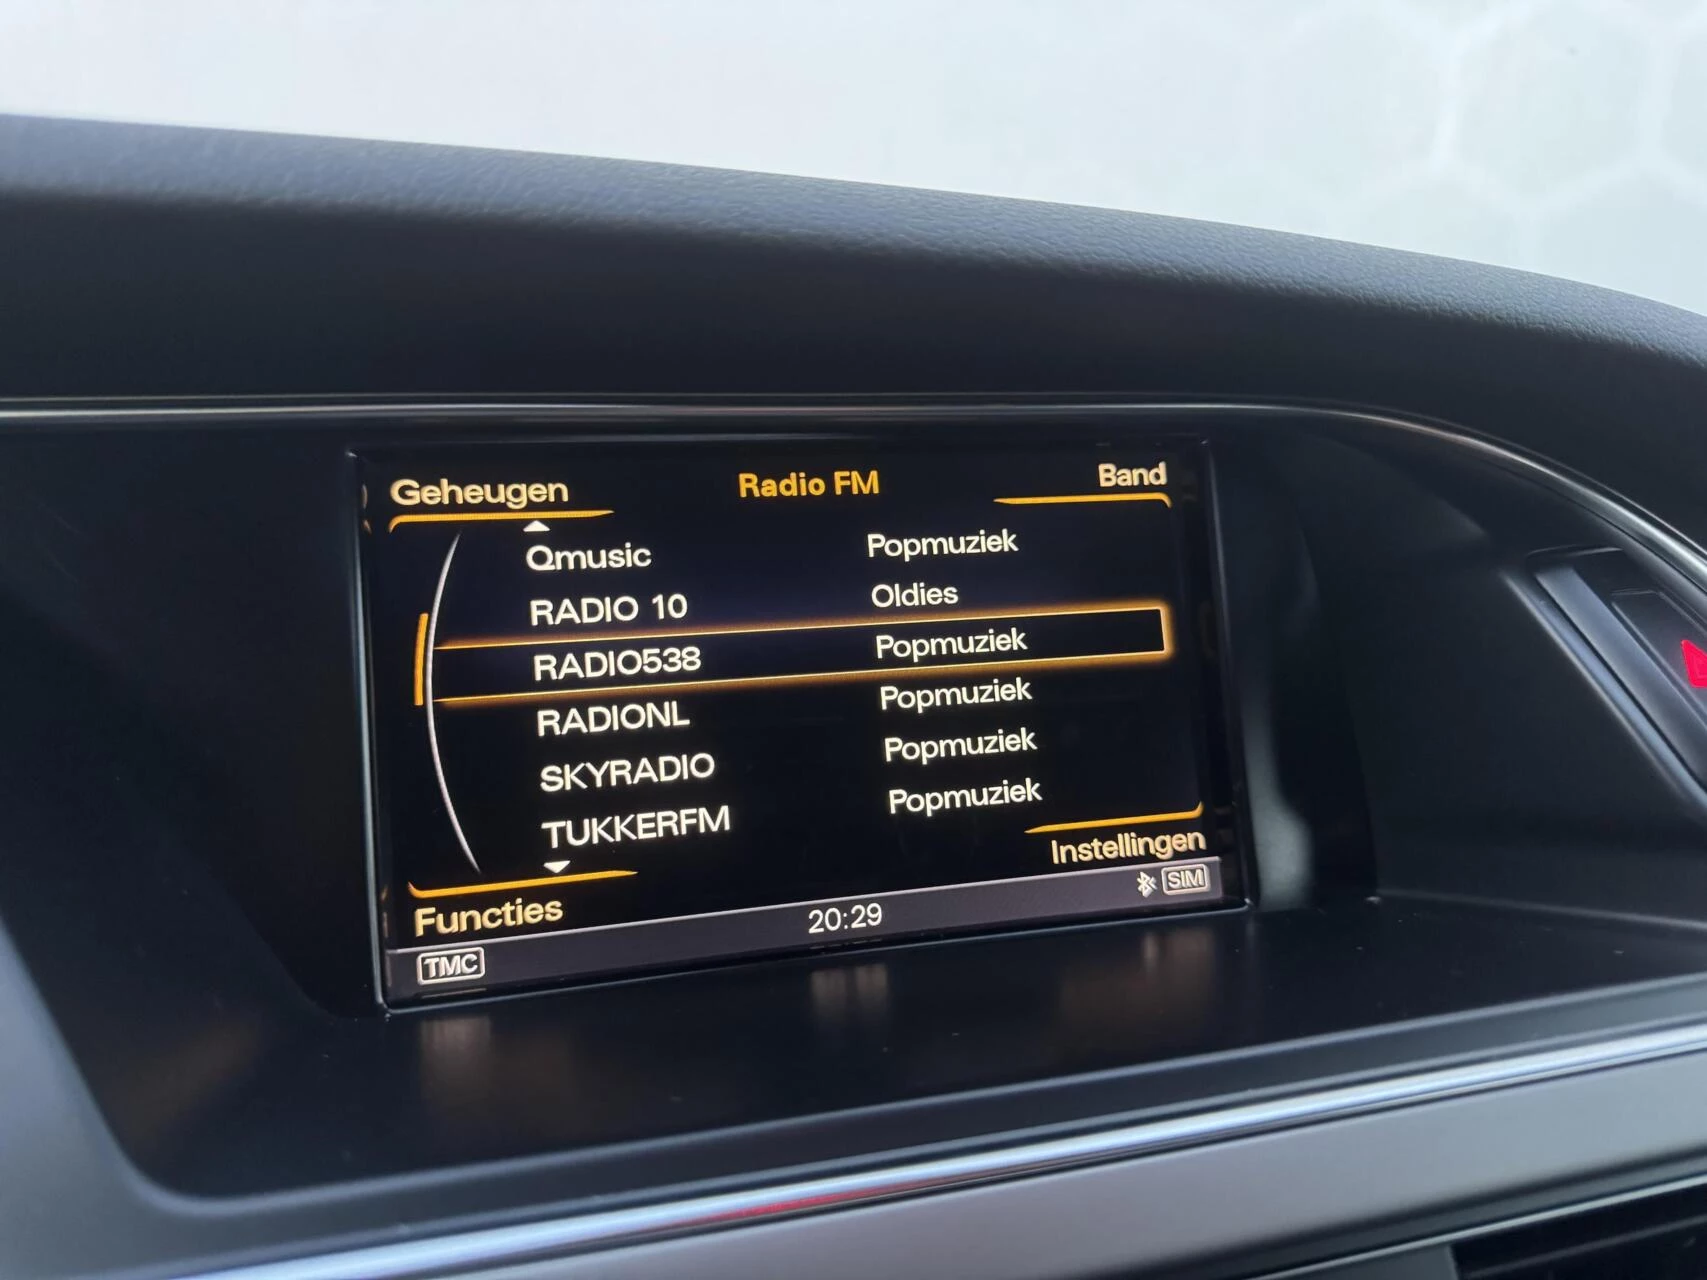 Geheugen Radio FM Band
Qmusic Popmuziek
RADIO 10 Oldies
RADIO538 Popmuziek
RADIONL Popmuziek
SKYRADIO Popmuziek
TUKKERFM Popmuziek
Functies Instellingen
TMC 20:29 SIM